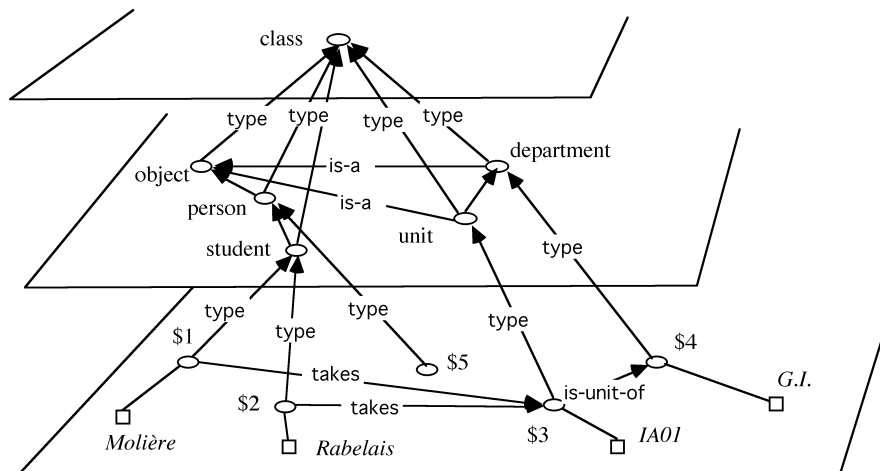 class
type type type type
department
is-a
object
is-a
person
unit
student
type
type
type
type
type
$1
$4
takes
$5
G.I.
is-unit-of
$2
takes
$3
Molière
Rabelais
IA01